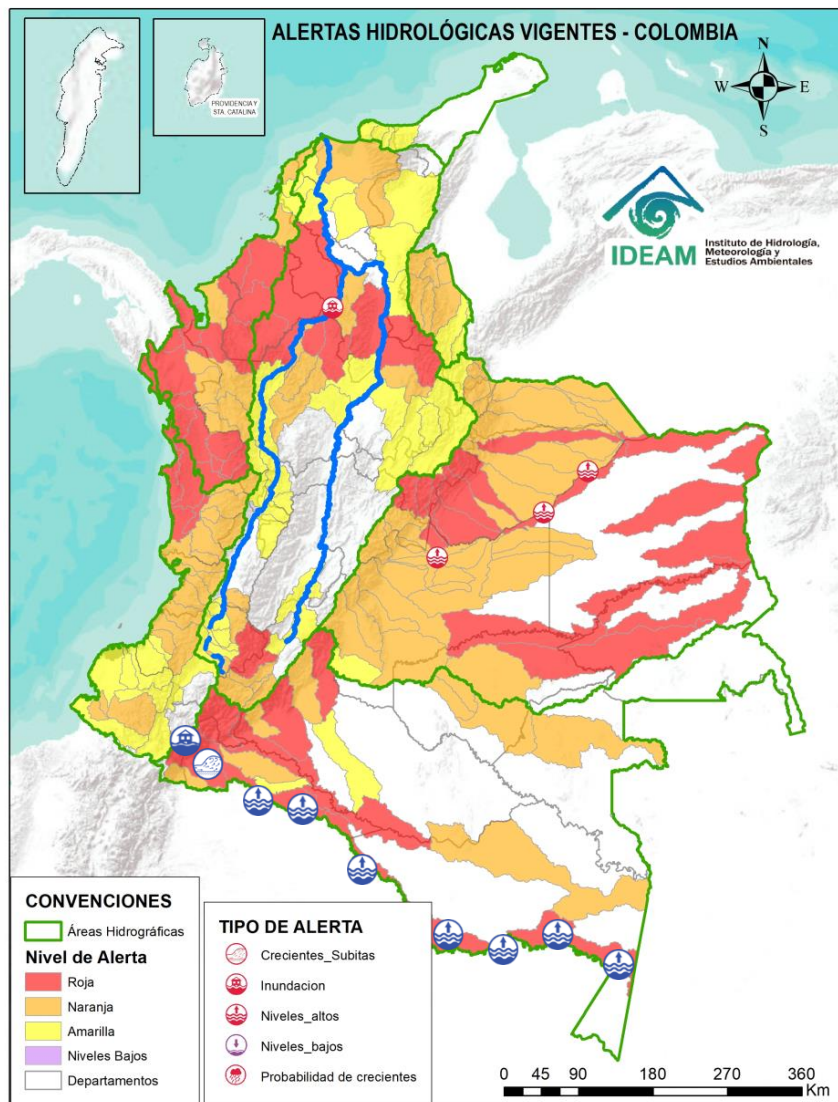 ALERTAS HIDROLÓGICAS VIGENTES - COLOMBIA
PROVIDENCIA Y
STA. CATALINA
N
W
E
S
IDEAM
Instituto de Hidrología,
Meteorología y
Estudios Ambientales
CONVENCIONES
Áreas Hidrográficas
Nivel de Alerta
Roja
Naranja
Amarilla
Niveles Bajos
Departamentos
TIPO DE ALERTA
Crecientes_Subitas
Inundacion
Niveles_altos
Niveles_bajos
Probabilidad de crecientes
0 45 90 180 270 360
Km